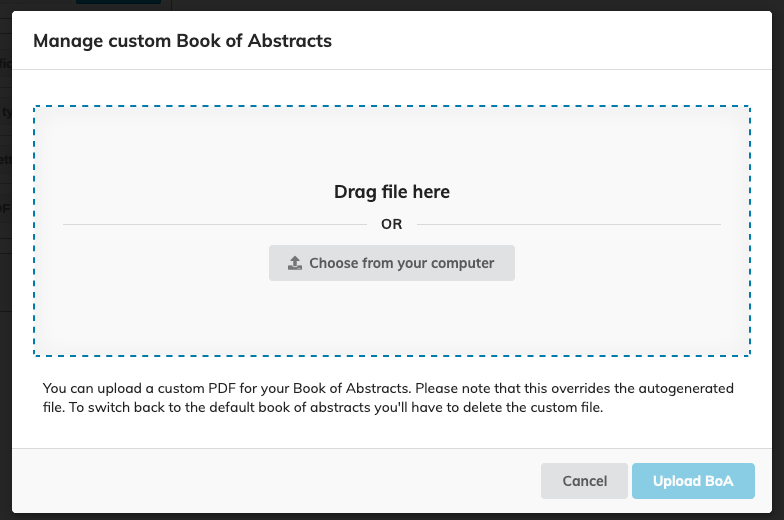 Manage custom Book of Abstracts
Drag file here
OR
Choose from your computer
You can upload a custom PDF for your Book of Abstracts. Please note that this overrides the autogenerated
file. To switch back to the default book of abstracts you'll have to delete the custom file.
Cancel
Upload BoA